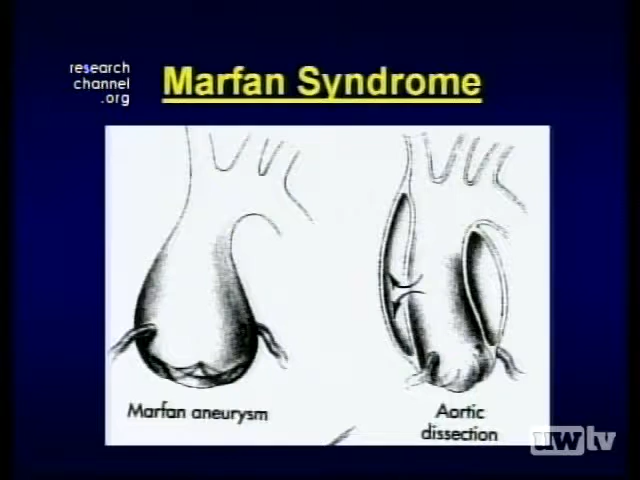 research
channel
.org
Marfan Syndrome
Marfan aneurysm
Aortic
dissection
uwtv